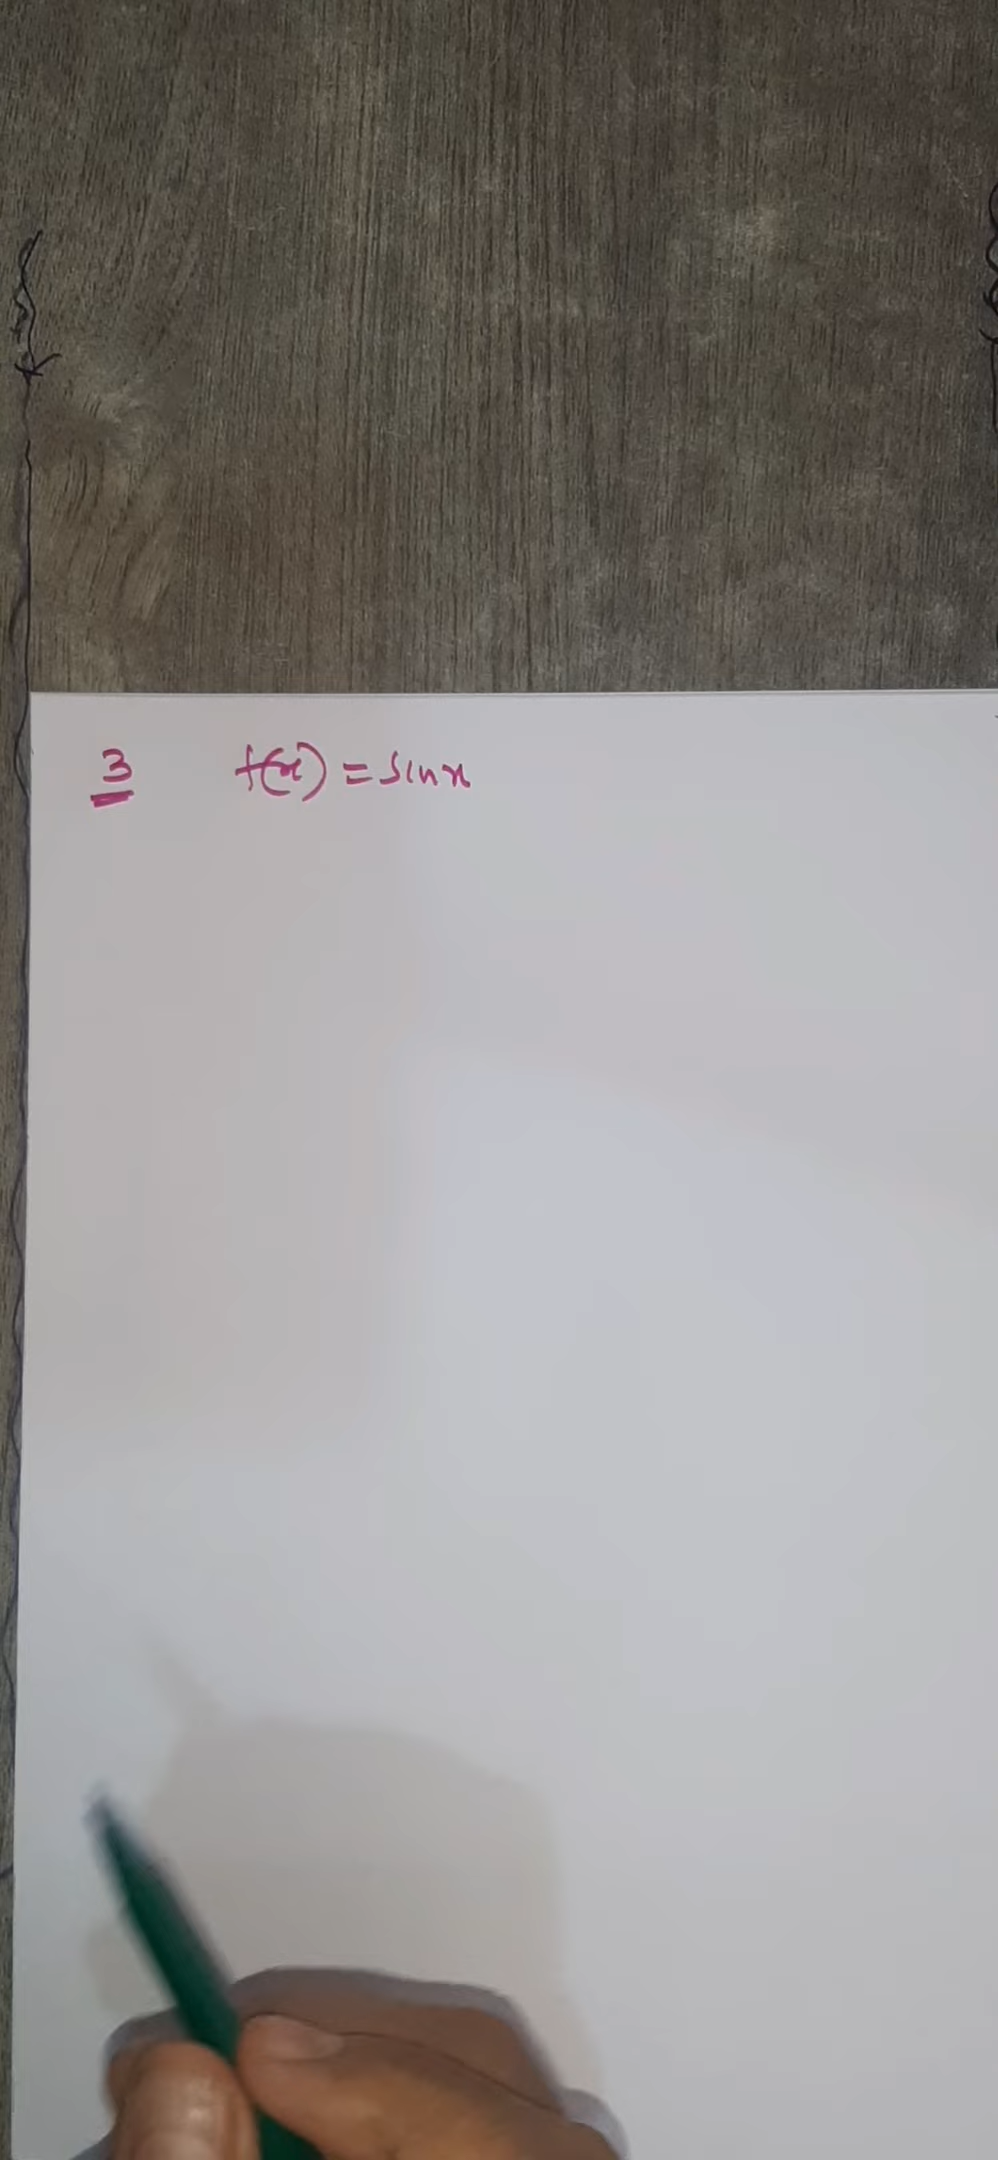 3 f(x) = sinx